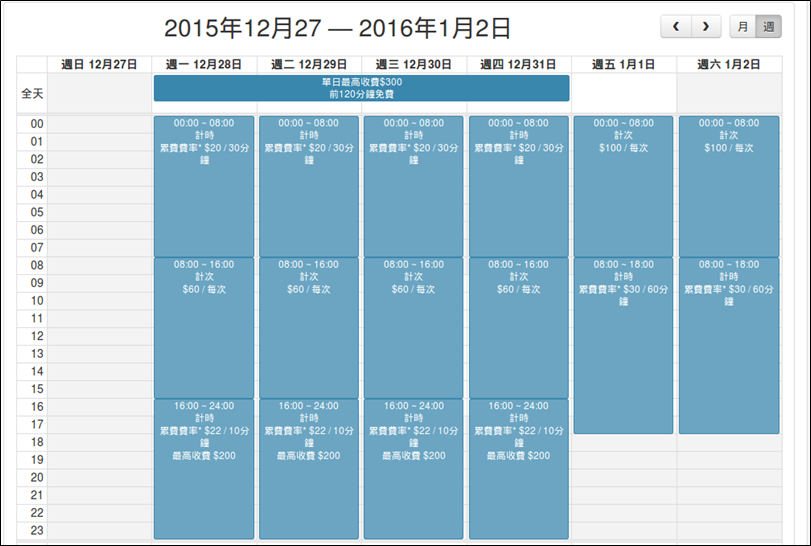 2015年12月27 — 2016年1月2日
月 週
週日 12月27日 週一 12月28日 週二 12月29日 週三 12月30日 週四 12月31日 週五 1月1日 週六 1月2日
全天
單日最高收費$300
前120分鐘免費
00
01
02
03
04
05
06
07
08
09
10
11
12
13
14
15
16
17
18
19
20
21
22
23
00:00 ~ 08:00
計時
累費費率* $20 / 30分
鐘
08:00 ~ 16:00
計次
$60 / 每次
16:00 ~ 24:00
計時
累費費率* $22 / 10分
鐘
最高收費 $200
00:00 ~ 08:00
計時
累費費率* $20 / 30分
鐘
08:00 ~ 16:00
計次
$60 / 每次
16:00 ~ 24:00
計時
累費費率* $22 / 10分
鐘
最高收費 $200
00:00 ~ 08:00
計時
累費費率* $20 / 30分
鐘
08:00 ~ 16:00
計次
$60 / 每次
16:00 ~ 24:00
計時
累費費率* $22 / 10分
鐘
最高收費 $200
00:00 ~ 08:00
計時
累費費率* $20 / 30分
鐘
08:00 ~ 16:00
計次
$60 / 每次
16:00 ~ 24:00
計時
累費費率* $22 / 10分
鐘
最高收費 $200
00:00 ~ 08:00
計次
$100 / 每次
08:00 ~ 18:00
計時
累費費率* $30 / 60分
鐘
00:00 ~ 08:00
計次
$100 / 每次
08:00 ~ 18:00
計時
累費費率* $30 / 60分
鐘